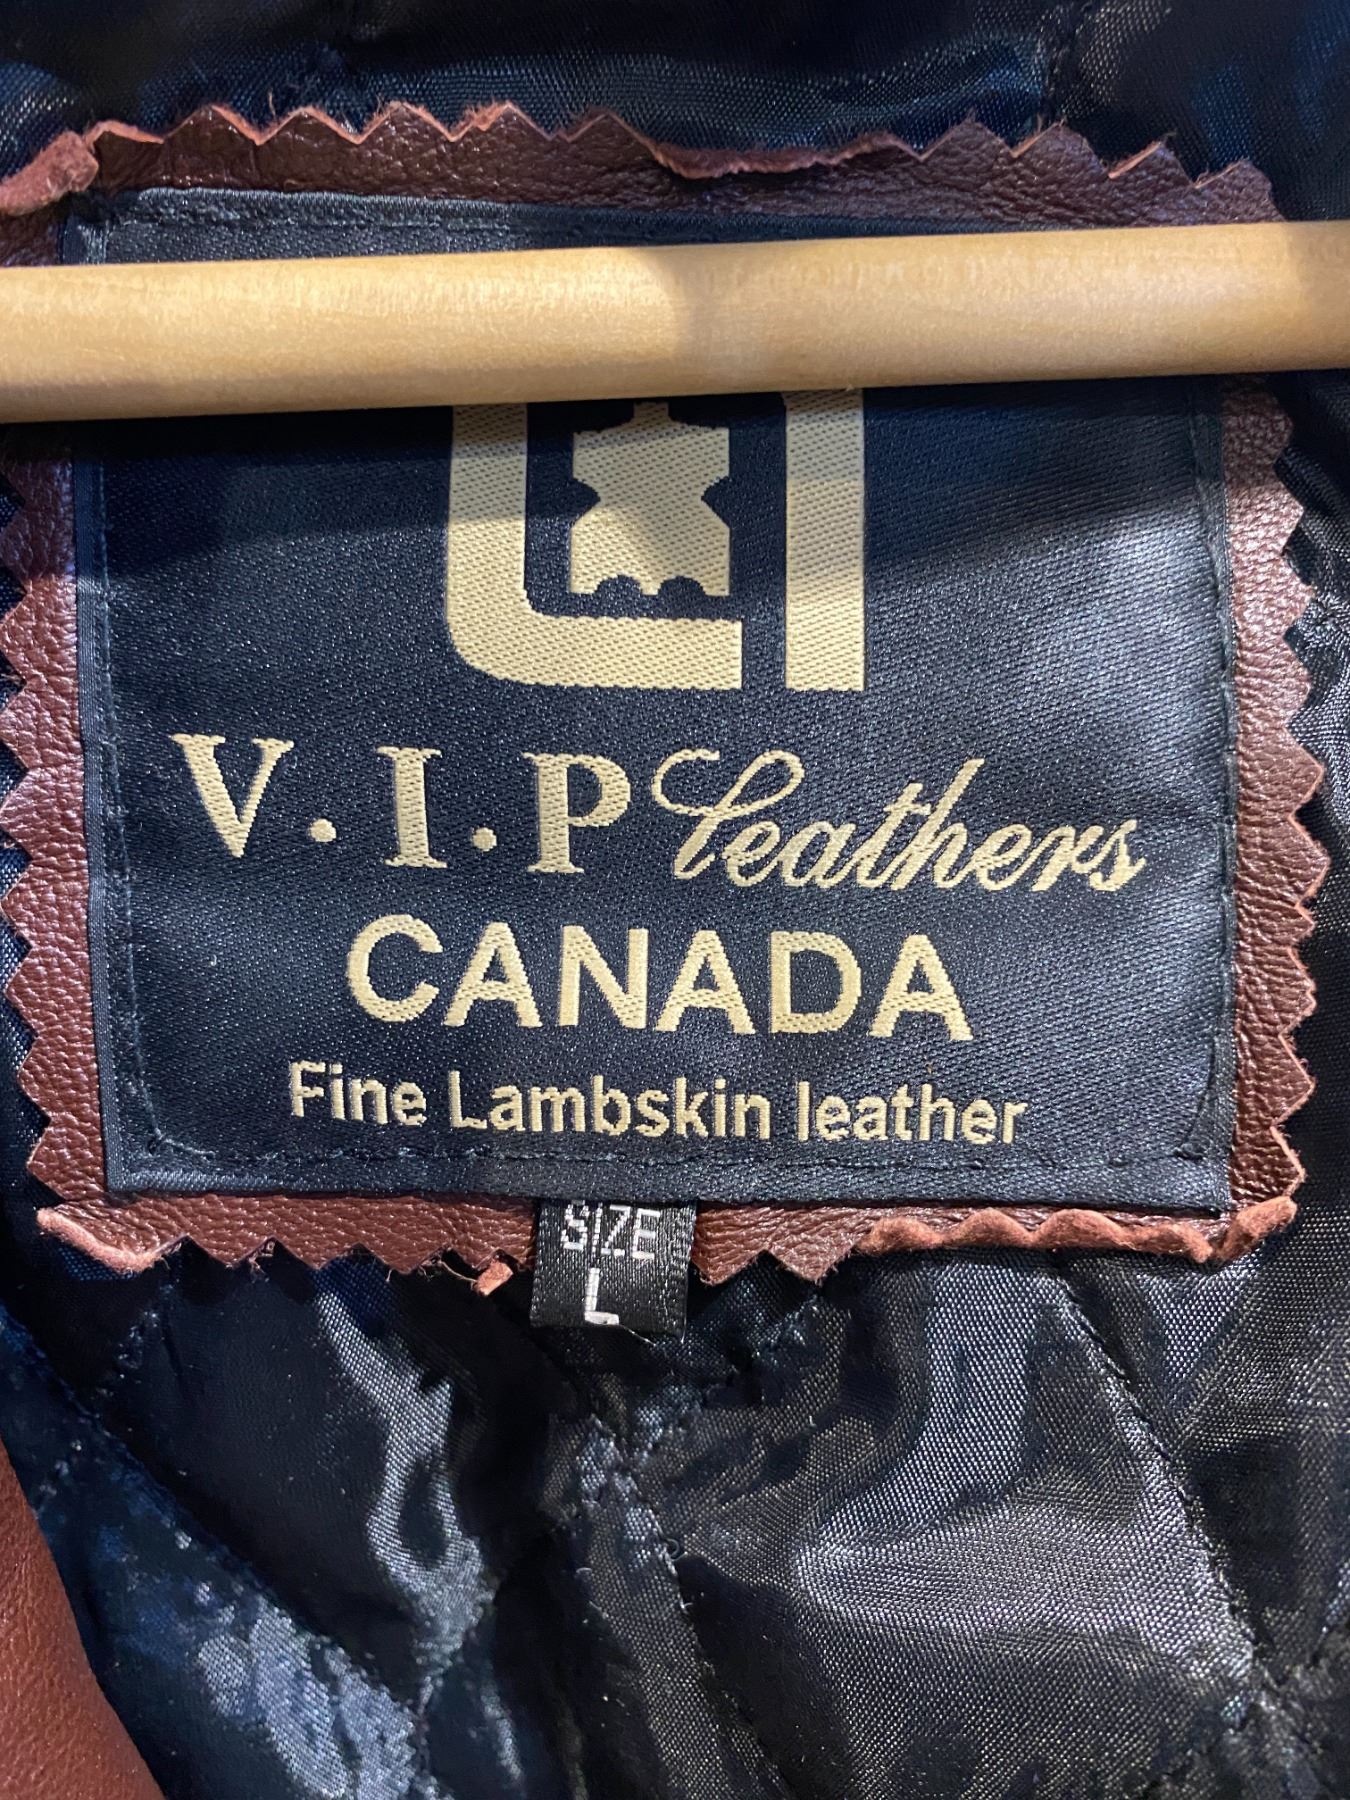 V.I.P Leathers
CANADA
Fine Lambskin leather
SIZE
L